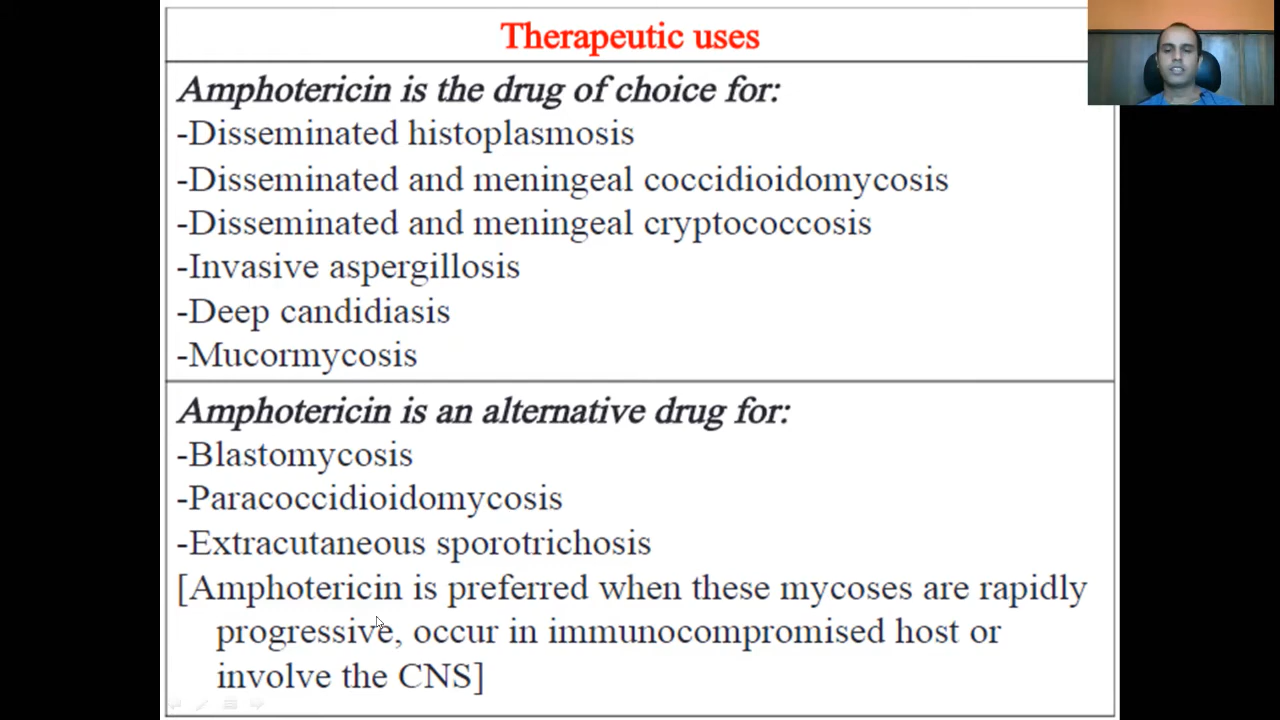 Therapeutic uses
Amphotericin is the drug of choice for:
-Disseminated histoplasmosis
-Disseminated and meningeal coccidioidomycosis
-Disseminated and meningeal cryptococcosis
-Invasive aspergillosis
-Deep candidiasis
-Mucormycosis
Amphotericin is an alternative drug for:
-Blastomycosis
-Paracoccidioidomycosis
-Extracutaneous sporotrichosis
[Amphotericin is preferred when these mycoses are rapidly
progressive, occur in immunocompromised host or
involve the CNS]